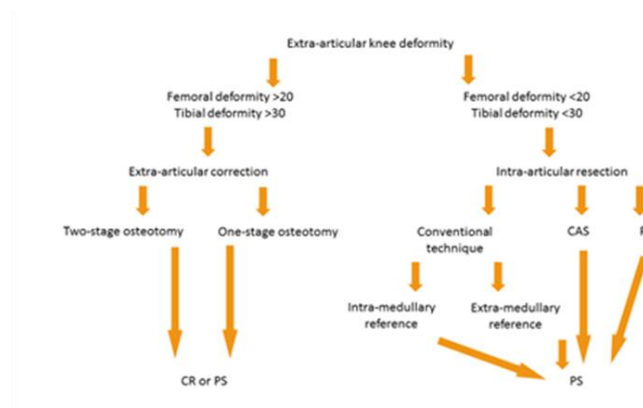 Extra-articular knee deformity
Femoral deformity >20
Tibial deformity >30
Femoral deformity <20
Tibial deformity <30
Extra-articular correction
Intra-articular resection
Two-stage osteotomy
One-stage osteotomy
Conventional
technique
CAS
Intra-medullary
reference
Extra-medullary
reference
CR or PS
PS